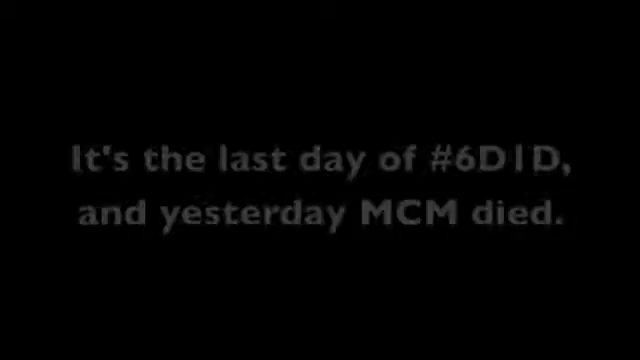 It's the last day of #6D1D,
and yesterday MCM died.